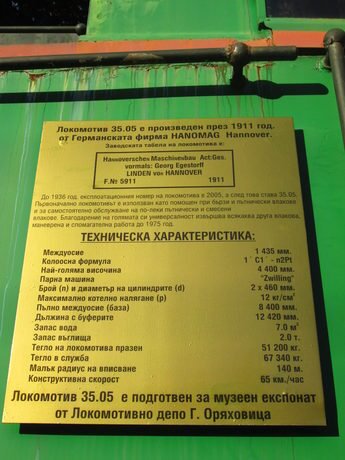 Локомотив 35.05 е произведен през 1911 год.
от Германската фирма HANOMAG Hannover.
Заводската табела на локомотива е:
Hannoverschen Maschinenbau Act:Ges.
vormals: Georg Egestorff
LINDEN von HANNOVER
F.№ 5911 1911
До 1936 год. експлоатационния номер на локомотива е 2005, а след това става 35.05.
Първоначално локомотивът е използван като помощен при бързи и пътнически влакове
и за самостоятелно обслужване на по-леки пътнически и смесени
влакове. Благодарение на голямата си универсалност извършва всякаква друга влакова,
маневрена и спомагателна работа до 1975 год.
ТЕХНИЧЕСКА ХАРАКТЕРИСТИКА:
Междуосие 1 435 мм.
Колоосна формула 1` C1` -n2Pt
Най-голяма височина 4 400 мм.
Парна машина "Zwilling"
Брой (n) и диаметър на цилиндрите (d) 2 x 460 мм.
Максимално котелно налягане (p) 12 кг/см²
Пълно междуосие (база) 8 400 мм.
Дължина с буферите 12 420 мм.
Запас вода 7.0 м³
Запас въглища 2.0 т.
Тегло на локомотива празен 51 200 кг.
Тегло в служба 67 340 кг.
Малък радиус на вписване 140 м.
Конструктивна скорост 65 км./час
Локомотив 35.05 е подготвен за музеен експонат
от Локомотивно депо Г. Оряховица